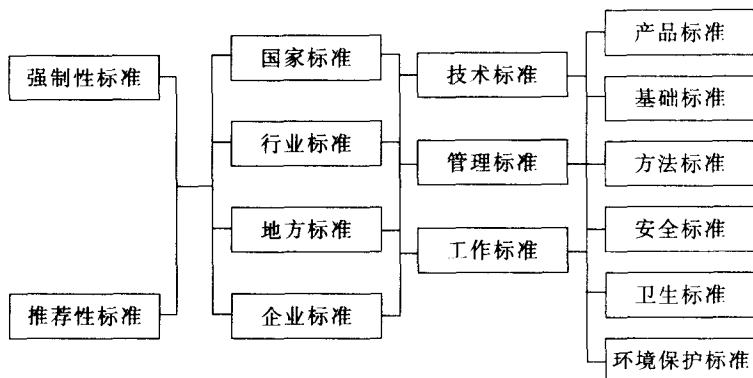 强制性标准
推荐性标准
国家标准
行业标准
地方标准
企业标准
技术标准
管理标准
工作标准
产品标准
基础标准
方法标准
安全标准
卫生标准
环境保护标准